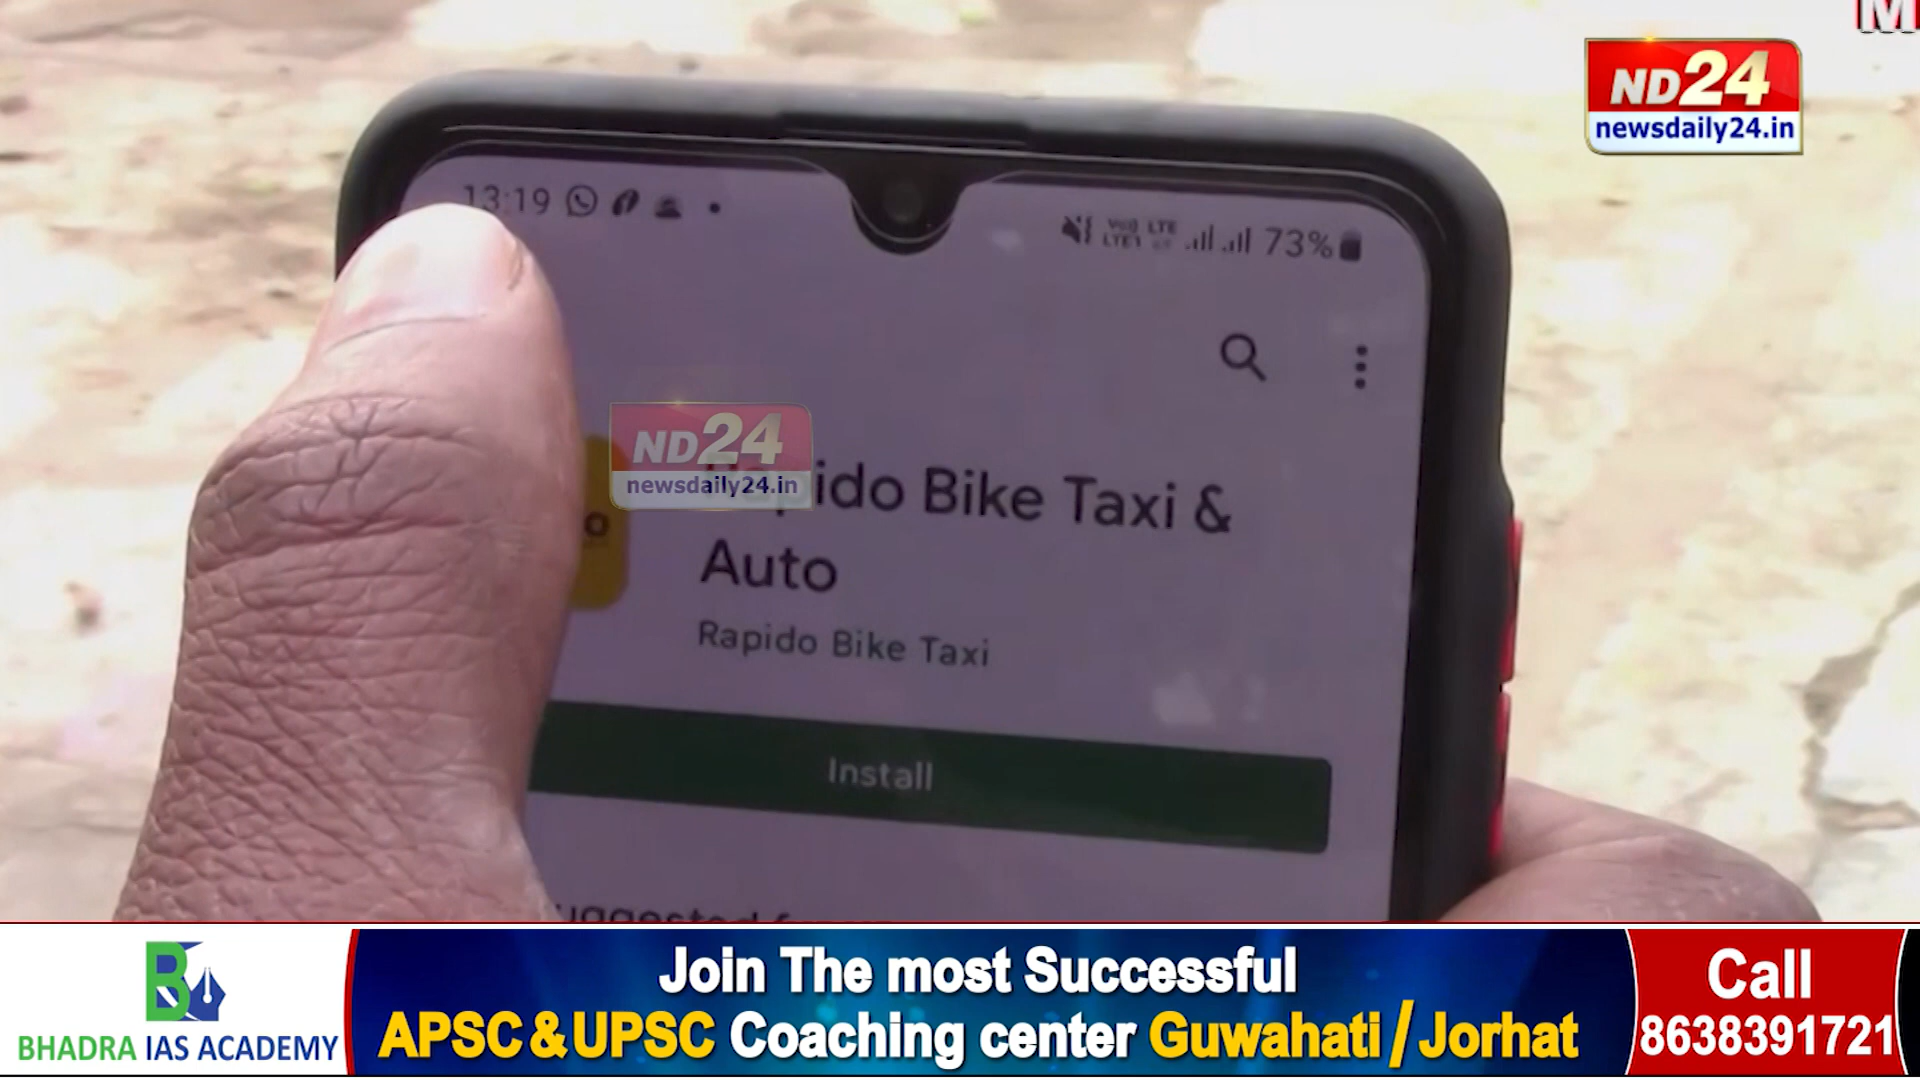 M
ND24
newsdaily24.in
13:19
73%
ND24
newsdaily24.in
Rapido Bike Taxi &
Auto
Rapido Bike Taxi
Install
BHADRA IAS ACADEMY
Join The most Successful
APSC & UPSC Coaching center Guwahati / Jorhat
Call
8638391721